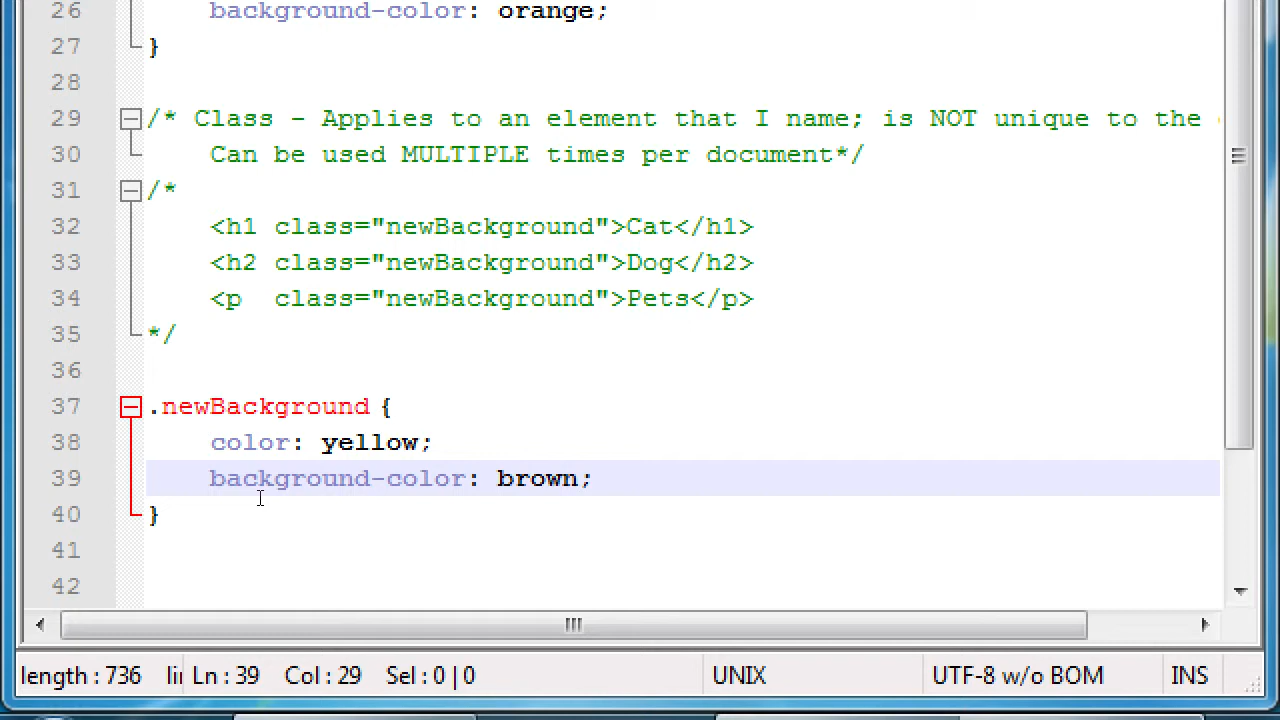 26 background-color: orange;
27 }
28
29 /* Class - Applies to an element that I name; is NOT unique to the
30 Can be used MULTIPLE times per document*/
31 /*
32 <h1 class="newBackground">Cat</h1>
33 <h2 class="newBackground">Dog</h2>
34 <p  class="newBackground">Pets</p>
35 */
36
37 .newBackground {
38 color: yellow;
39 background-color: brown;
40 }
41
42
length : 736 Ln : 39 Col : 29 Sel : 0 | 0 UNIX UTF-8 w/o BOM INS